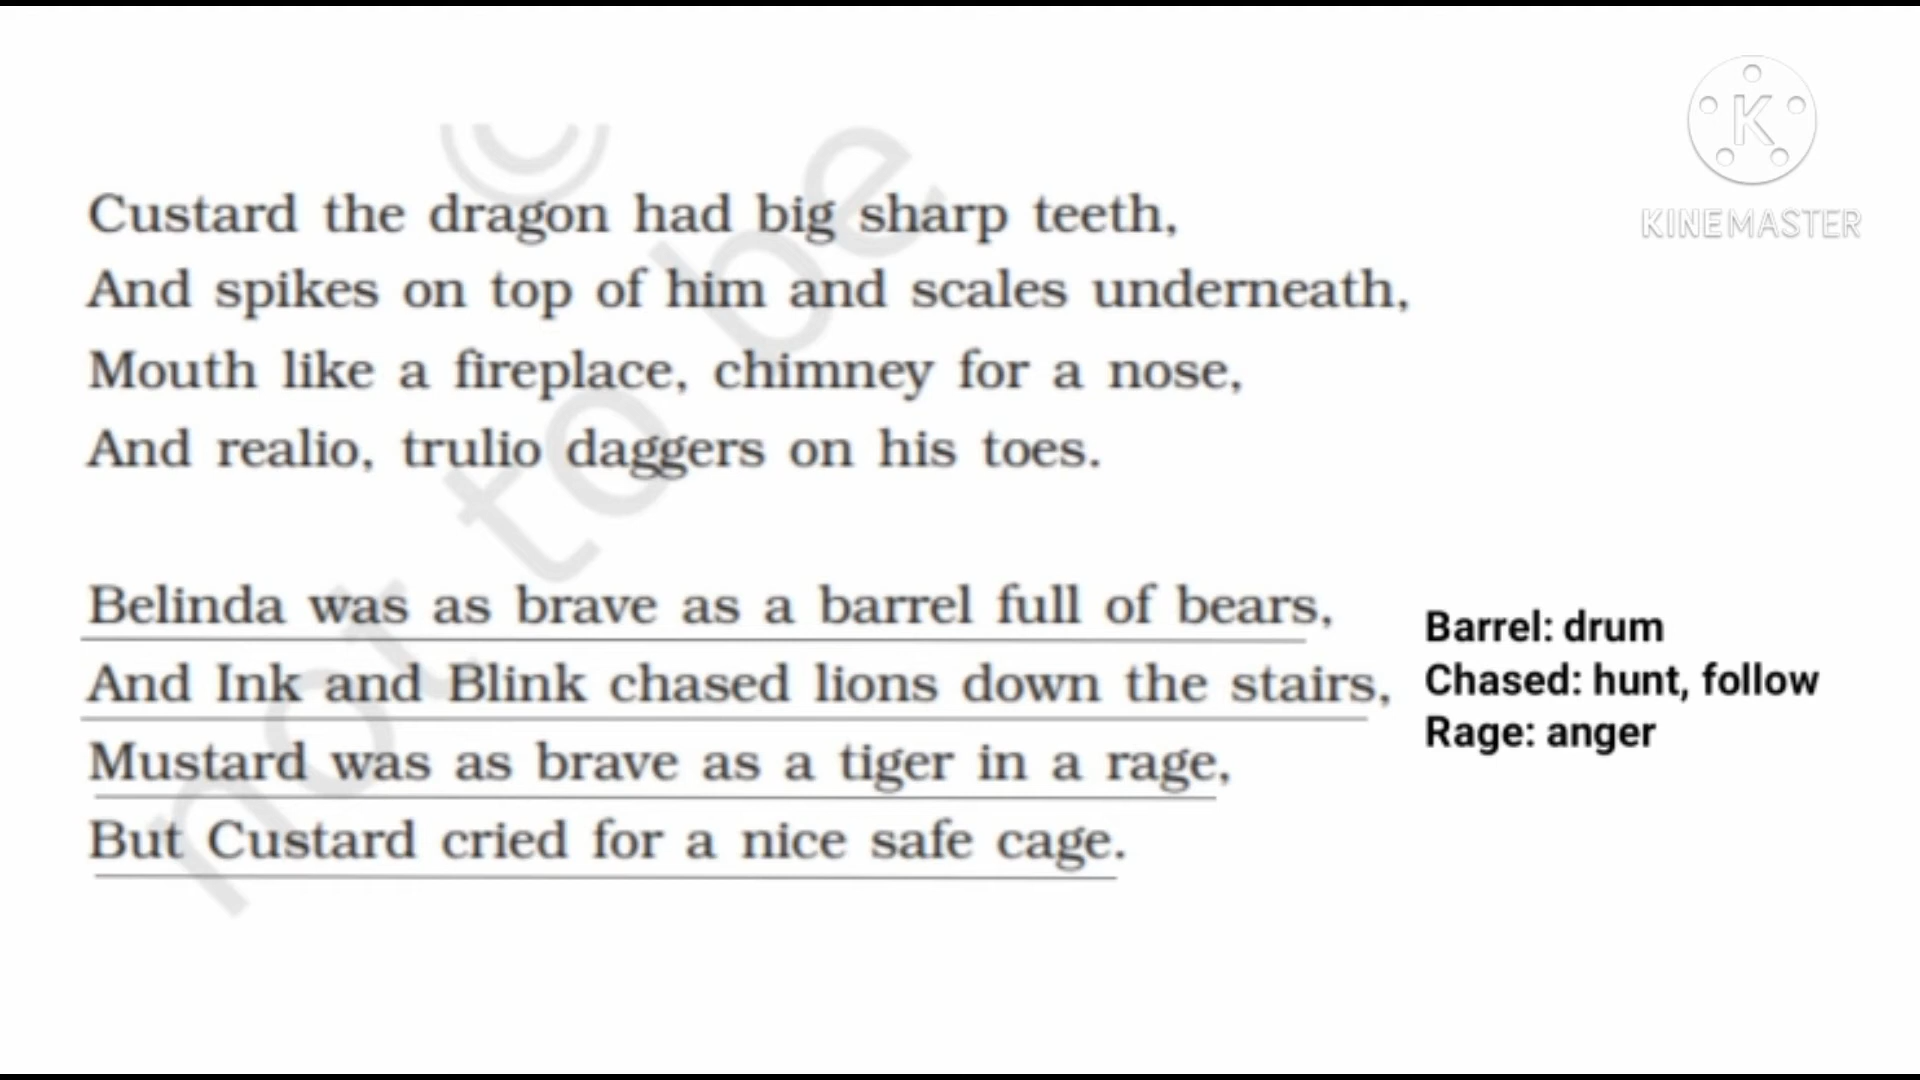 Custard the dragon had big sharp teeth,
And spikes on top of him and scales underneath,
Mouth like a fireplace, chimney for a nose,
And realio, trulio daggers on his toes.
Belinda was as brave as a barrel full of bears,
And Ink and Blink chased lions down the stairs,
Mustard was as brave as a tiger in a rage,
But Custard cried for a nice safe cage.
Barrel: drum
Chased: hunt, follow
Rage: anger
K
KINEMASTER
©
not to be